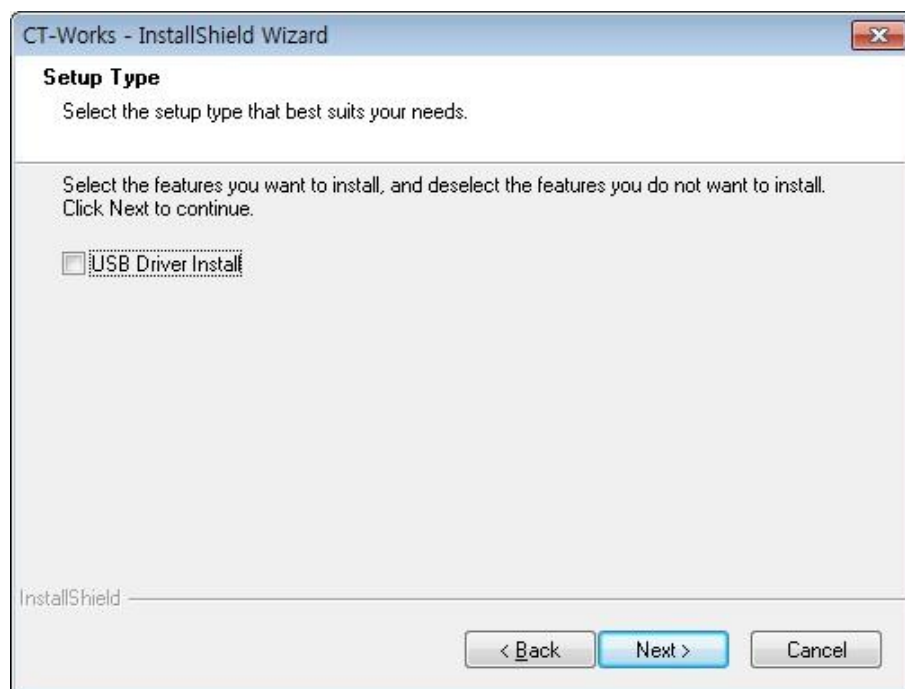 CT-Works - InstallShield Wizard
Setup Type
Select the setup type that best suits your needs.
Select the features you want to install, and deselect the features you do not want to install.
Click Next to continue.
USB Driver Install
InstallShield
< Back
Next >
Cancel